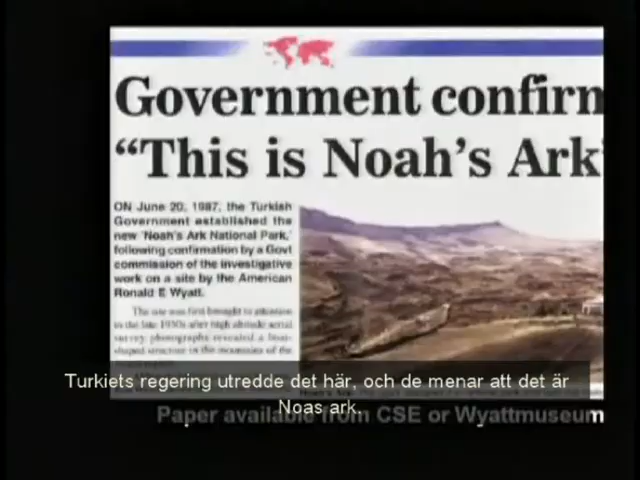 Government confirm
“This is Noah’s Ark’
ON June 20, 1987, the Turkish
Government established the
new 'Noah's Ark National Park,'
following confirmation by a Govt
commission of the investigative
work on a site by the American
Ronald E Wyatt.
The site was first brought to attention
in the late 1950s after high altitude aerial
survey photography revealed a boat-
shaped structure in the mountains of the
Turkiets regering utredde det här, och de menar att det är
Noas ark.
Paper available from CSE or Wyattmuseum